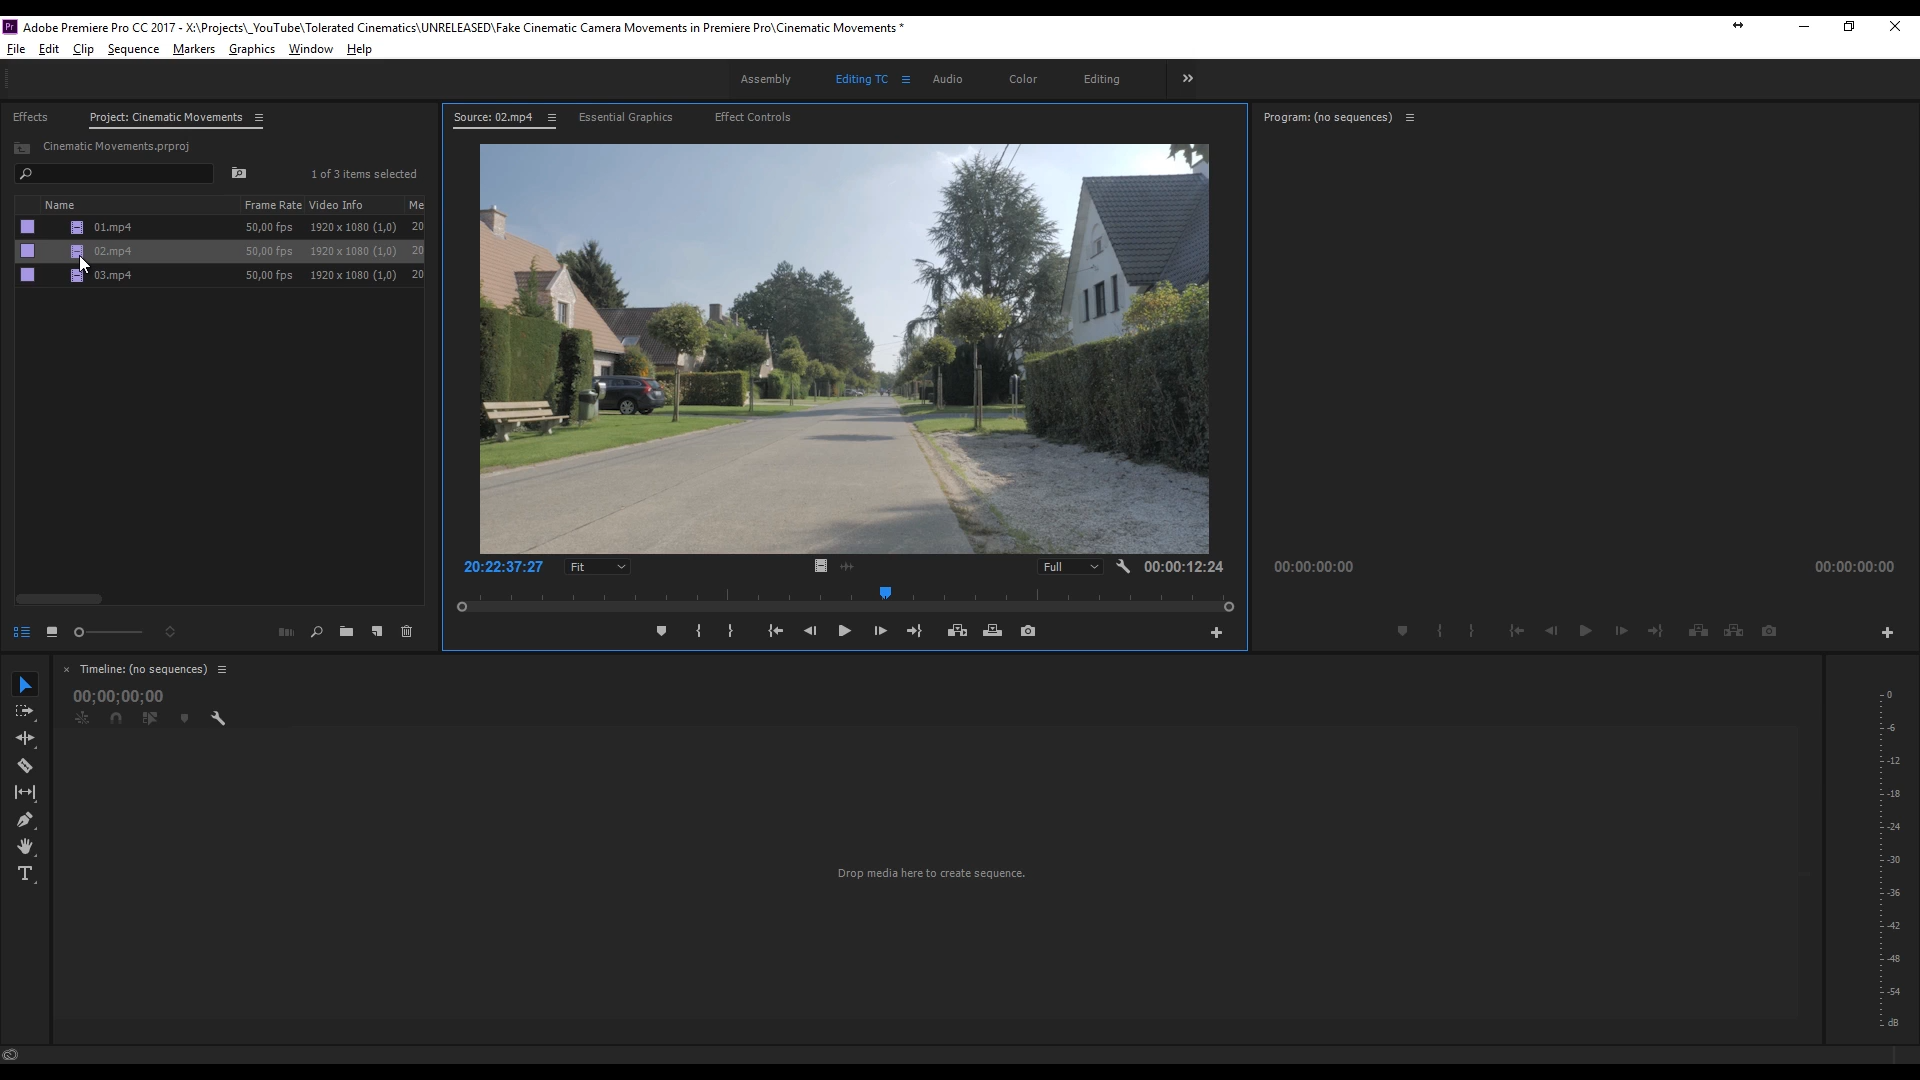 Pr Adobe Premiere Pro CC 2017 - X:\Projects\_YouTube\Tolerated Cinematics\UNRELEASED\Fake Cinematic Camera Movements in Premiere Pro\Cinematic Movements *
File Edit Clip Sequence Markers Graphics Window Help
Assembly Editing TC Audio Color Editing
Effects Project: Cinematic Movements
Source: 02.mp4 Essential Graphics Effect Controls
Program: (no sequences)
Cinematic Movements.prproj
1 of 3 items selected
Name Frame Rate Video Info Me
01.mp4 50,00 fps 1920 x 1080 (1,0) 20
02.mp4 50,00 fps 1920 x 1080 (1,0) 20
03.mp4 50,00 fps 1920 x 1080 (1,0) 20
20:22:37:27 Fit Full 00:00:12:24
00:00:00:00 00:00:00:00
Timeline: (no sequences)
00;00;00;00
Drop media here to create sequence.
T
0
-6
-12
-18
-24
-30
-36
-42
-48
-54
dB